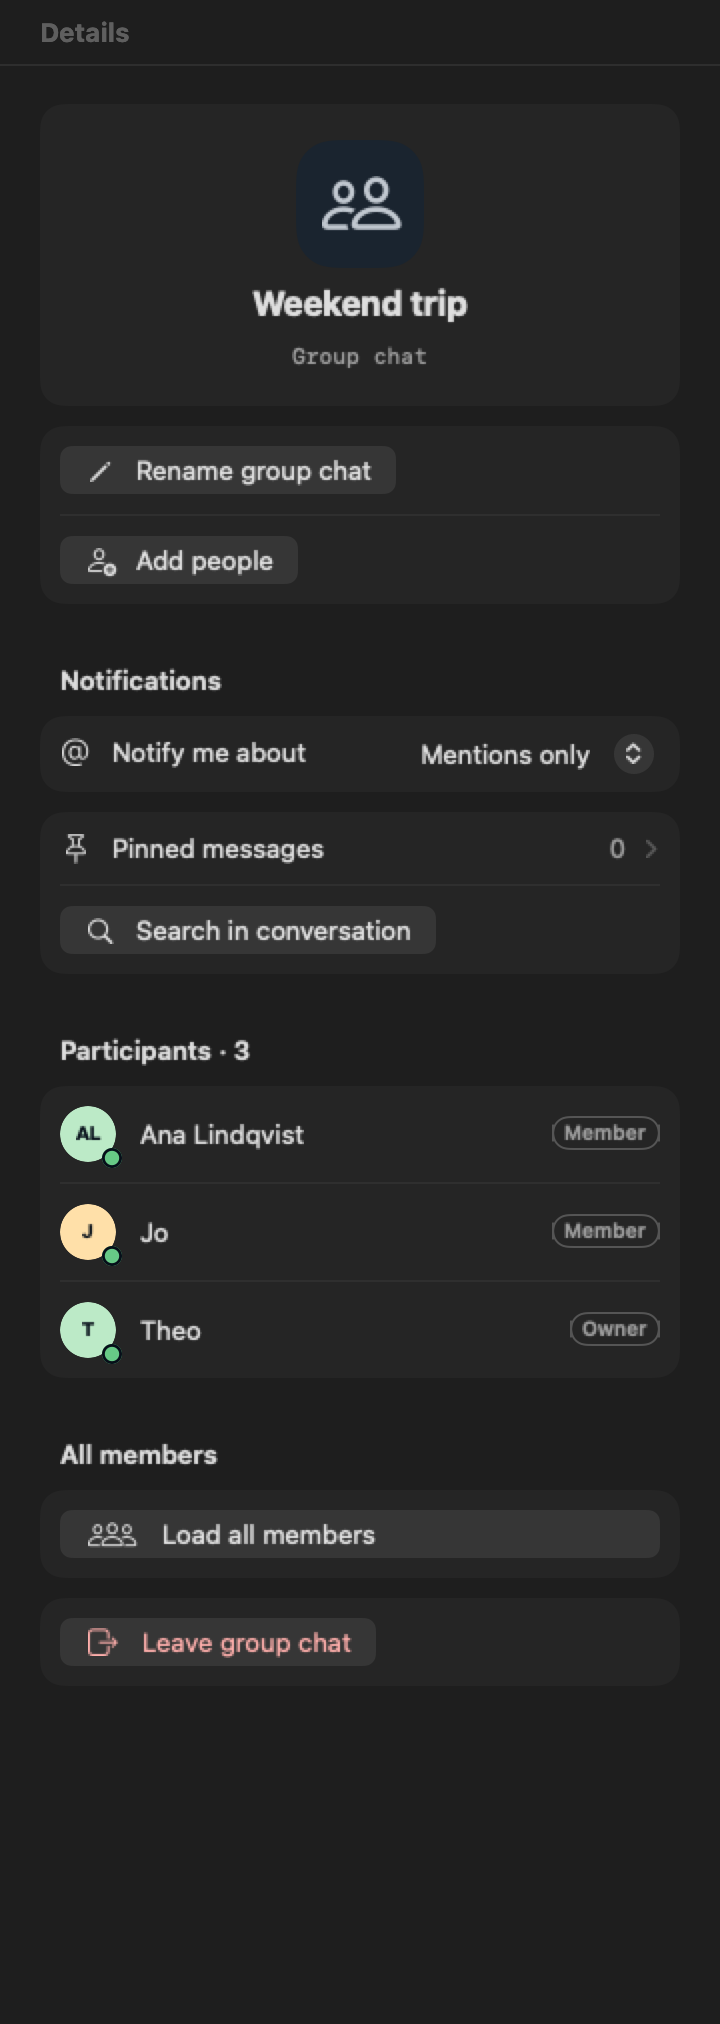 Details
Weekend trip
Group chat
Rename group chat
Add people
Notifications
@ Notify me about Mentions only
Pinned messages 0
Search in conversation
Participants · 3
AL Ana Lindqvist Member
J Jo Member
T Theo Owner
All members
Load all members
Leave group chat